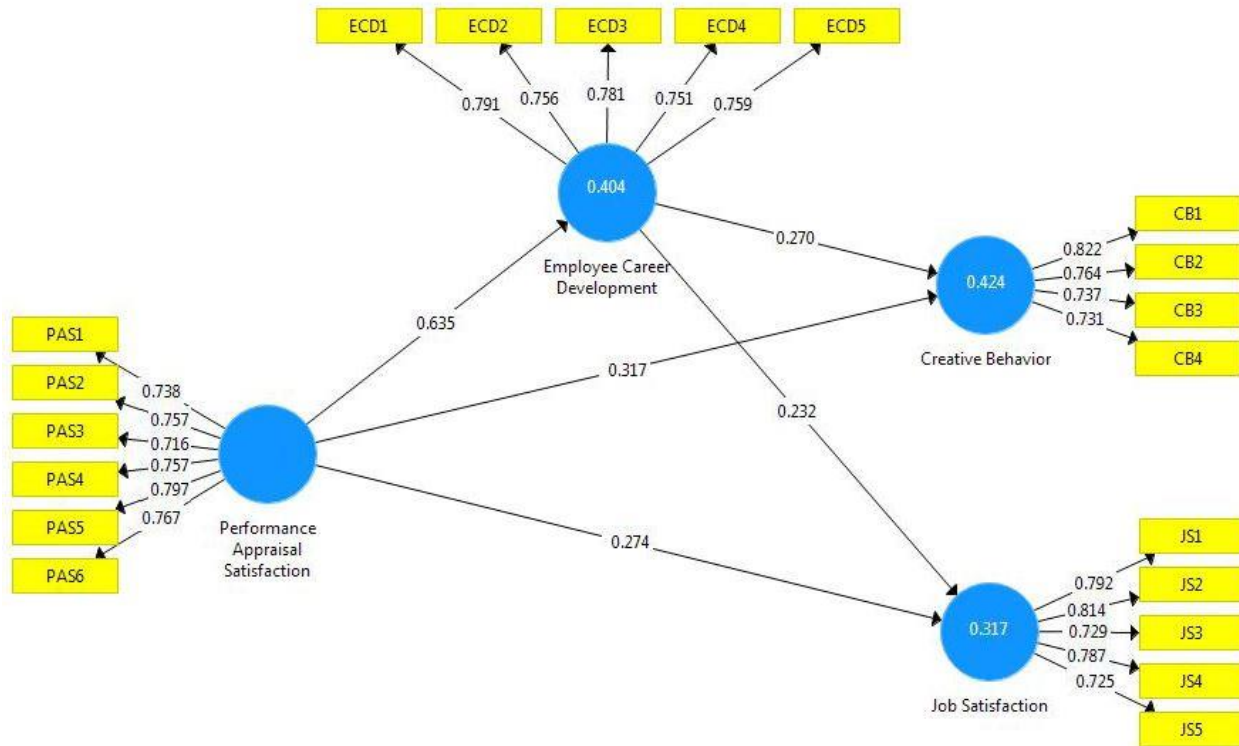 ECD1
ECD2
ECD3
ECD4
ECD5
0.791
0.756
0.781
0.751
0.759
0.404
Employee Career
Development
0.270
0.635
0.317
0.232
0.274
CB1
CB2
CB3
CB4
0.822
0.764
0.737
0.731
0.424
Creative Behavior
PAS1
PAS2
PAS3
PAS4
PAS5
PAS6
0.738
0.757
0.716
0.757
0.797
0.767
Performance
Appraisal
Satisfaction
JS1
JS2
JS3
JS4
JS5
0.792
0.814
0.729
0.787
0.725
0.317
Job Satisfaction